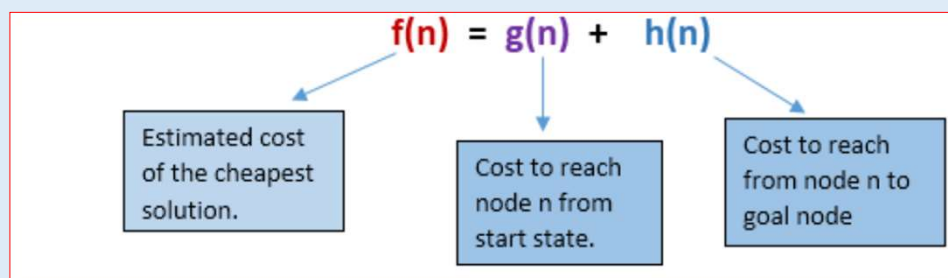 f(n) = g(n) + h(n)
Estimated cost
of the cheapest
solution.
Cost to reach
node n from
start state.
Cost to reach
from node n to
goal node